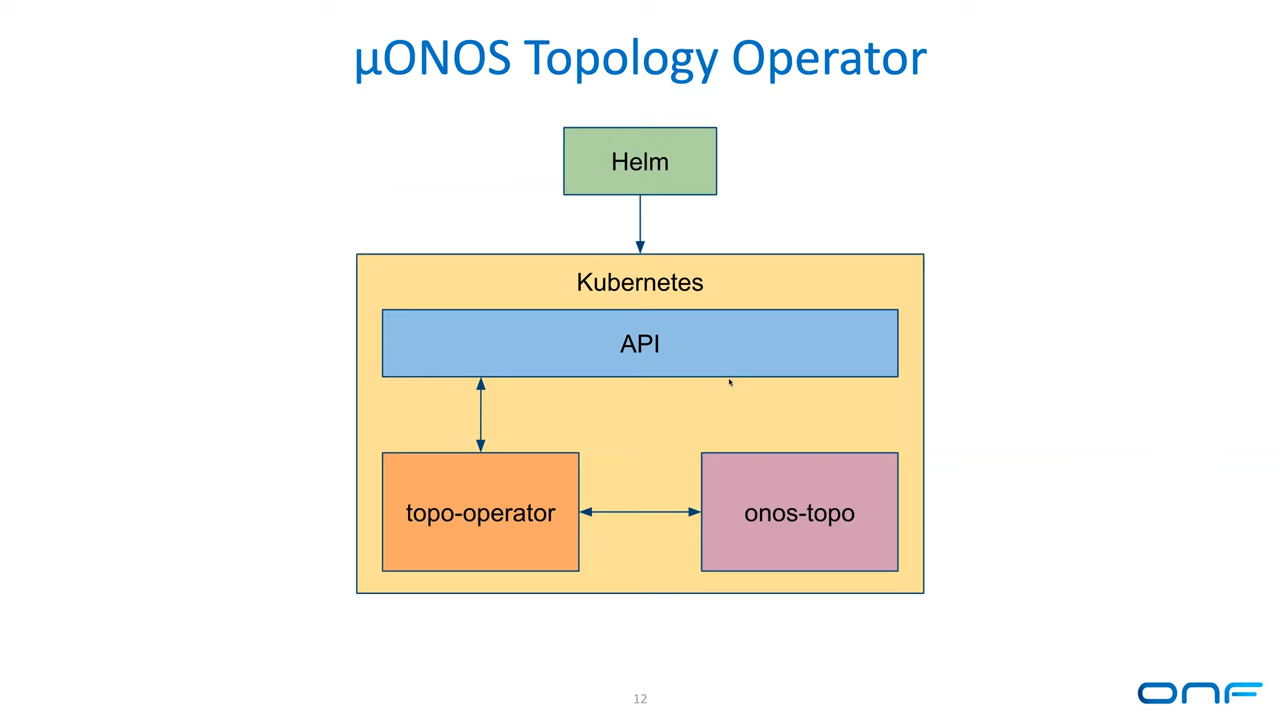 µONOS Topology Operator
Helm
Kubernetes
API
topo-operator
onos-topo
12
ONF